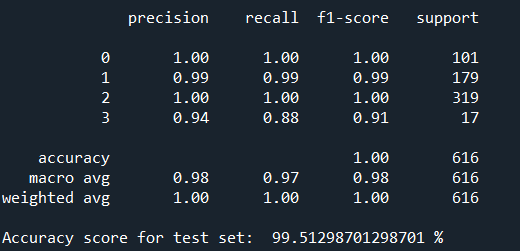 precision recall f1-score support
0 1.00 1.00 1.00 101
1 0.99 0.99 0.99 179
2 1.00 1.00 1.00 319
3 0.94 0.88 0.91 17
accuracy 1.00 616
macro avg 0.98 0.97 0.98 616
weighted avg 1.00 1.00 1.00 616
Accuracy score for test set: 99.51298701298701 %